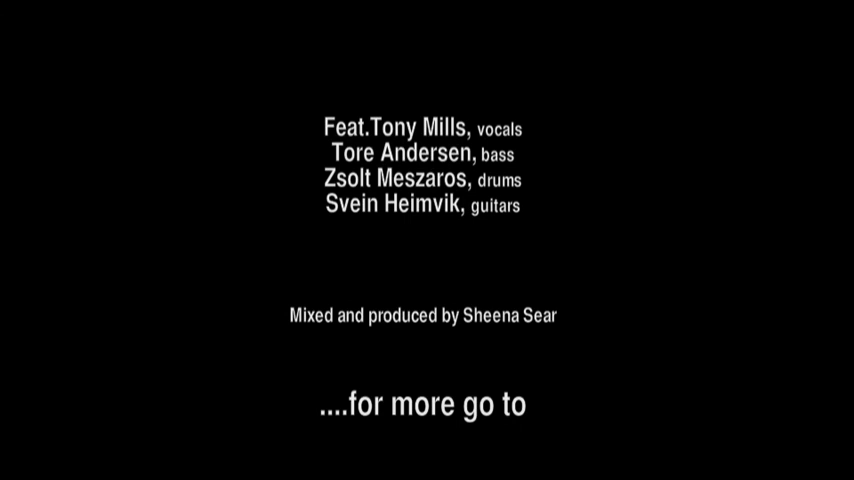 Feat.Tony Mills, vocals
Tore Andersen, bass
Zsolt Meszaros, drums
Svein Heimvik, guitars
Mixed and produced by Sheena Sear
....for more go to